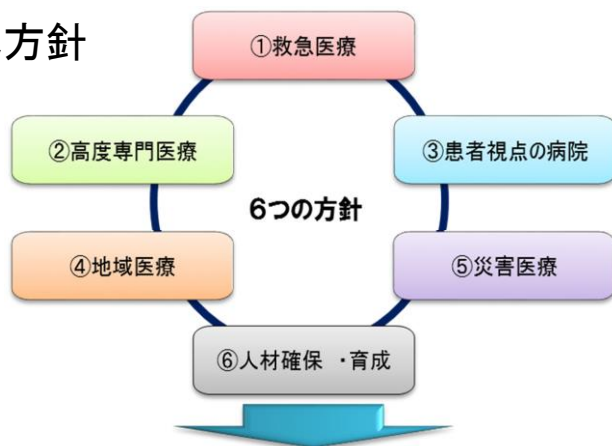 方針
①救急医療
②高度専門医療
③患者視点の病院
6つの方針
④地域医療
⑤災害医療
⑥人材確保 ・育成